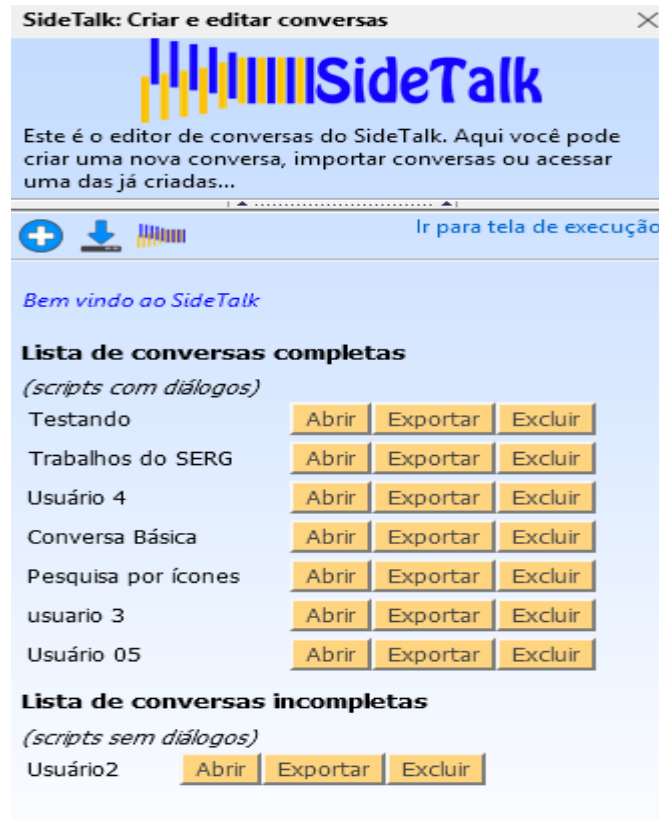 SideTalk: Criar e editar conversas
SideTalk
Este é o editor de conversas do SideTalk. Aqui você pode
criar uma nova conversa, importar conversas ou acessar
uma das já criadas...
Ir para tela de execução
Bem vindo ao SideTalk
Lista de conversas completas
(scripts com diálogos)
Testando Abrir Exportar Excluir
Trabalhos do SERG Abrir Exportar Excluir
Usuário 4 Abrir Exportar Excluir
Conversa Básica Abrir Exportar Excluir
Pesquisa por ícones Abrir Exportar Excluir
usuario 3 Abrir Exportar Excluir
Usuário 05 Abrir Exportar Excluir
Lista de conversas incompletas
(scripts sem diálogos)
Usuário2 Abrir Exportar Excluir